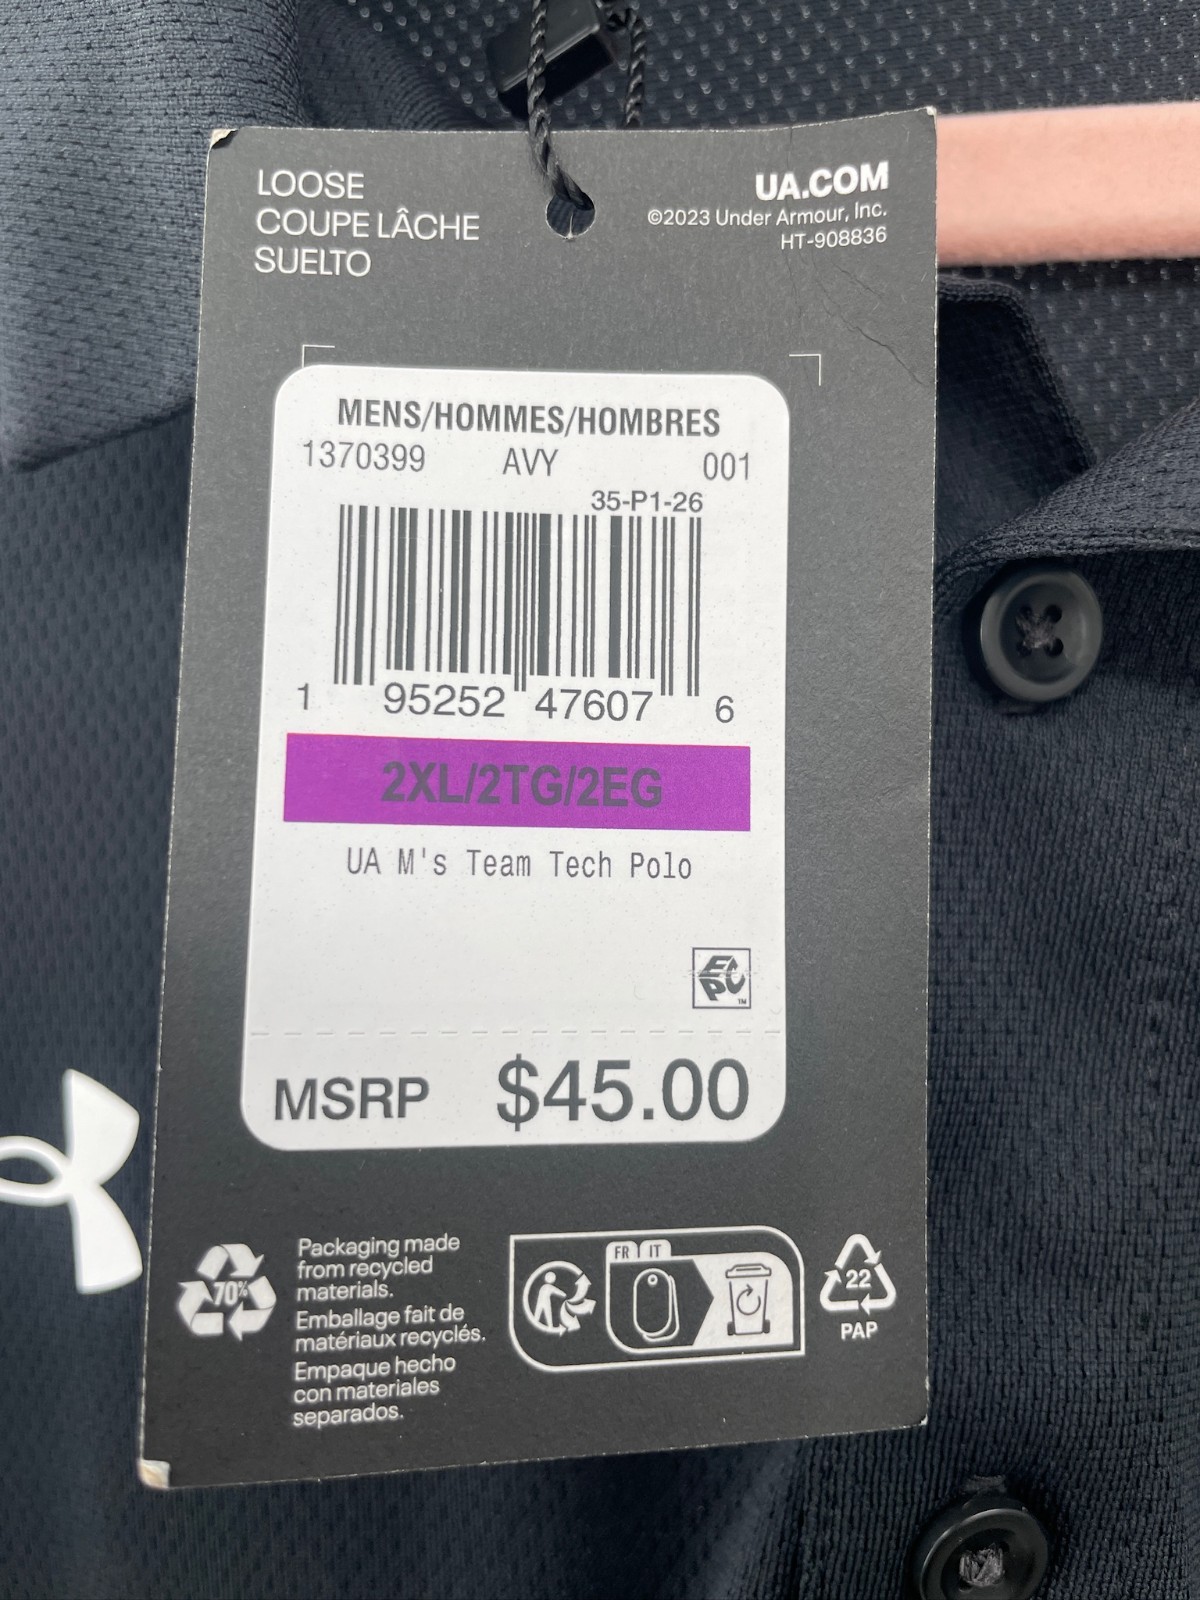 LOOSE
COUPE LÂCHE
SUELTO
UA.COM
©2023 Under Armour, Inc.
HT-908836
MENS/HOMMES/HOMBRES
1370399 AVY 001
35-P1-26
1 95252 47607 6
2XL/2TG/2EG
UA M's Team Tech Polo
EPC
TM
MSRP $45.00
70%
Packaging made
from recycled
materials.
Emballage fait de
matériaux recyclés.
Empaque hecho
con materiales
separados.
FR IT
22
PAP